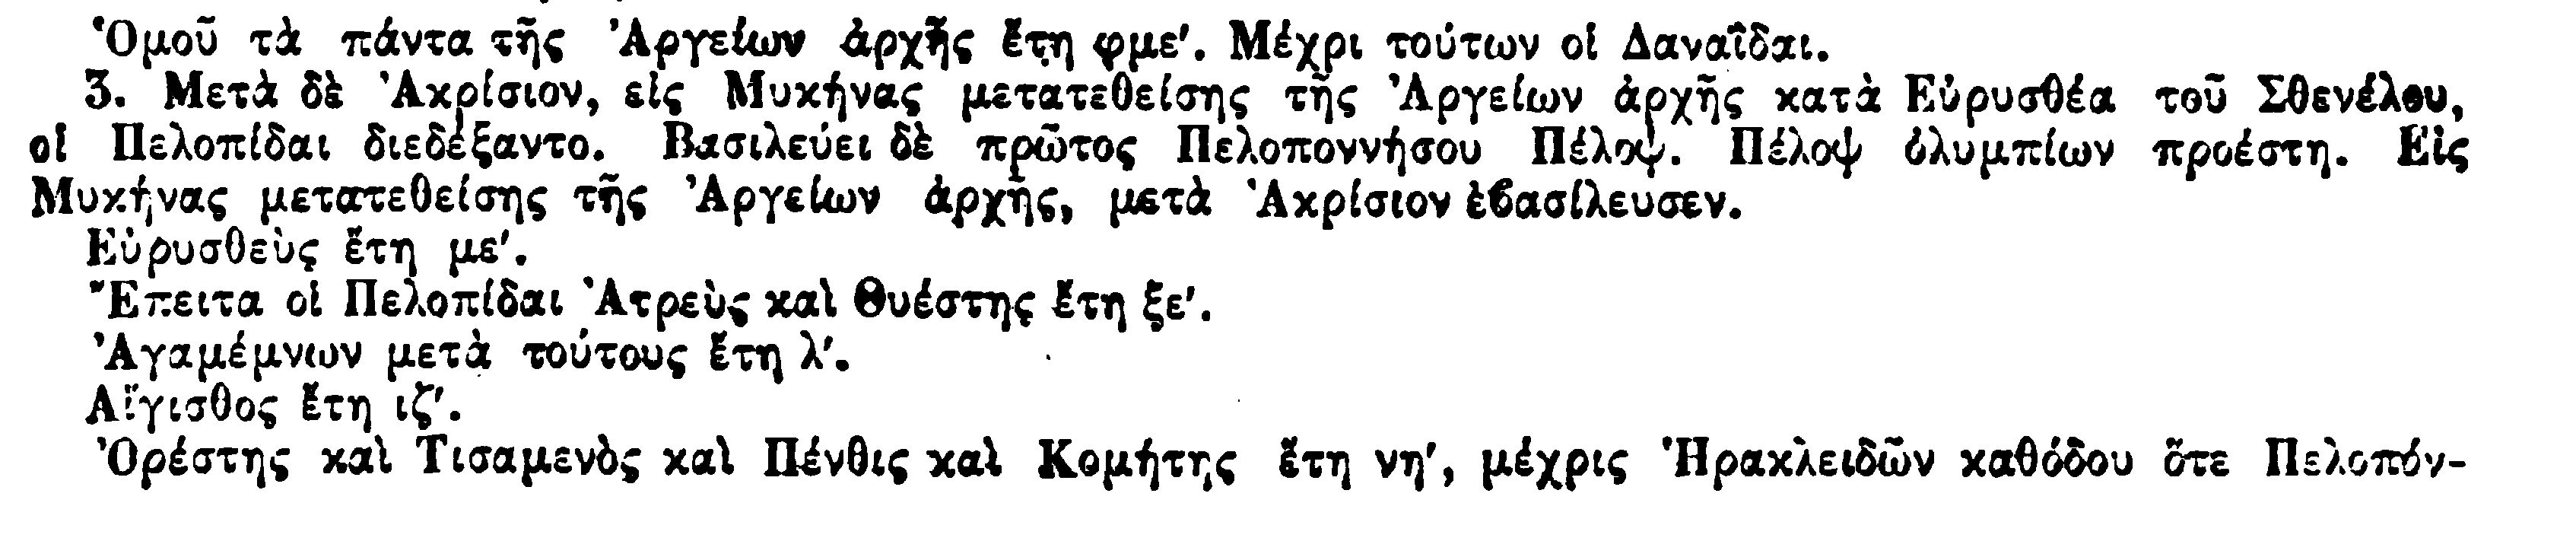 Ὁμοῦ τὰ πάντα τῆς Ἀργείων ἀρχῆς ἔτη φμε′. Μέχρι τούτων οἱ Δαναΐδαι.
3. Μετὰ δὲ Ἀκρίσιον, εἰς Μυκήνας μετατεθείσης τῆς Ἀργείων ἀρχῆς κατὰ Εὐρυσθέα τοῦ Σθενέλου,
οἱ Πελοπίδαι διεδέξαντο. Βασιλεύει δὲ πρῶτος Πελοποννήσου Πέλοψ. Πέλοψ ὀλυμπίων προέστη. Εἰς
Μυκήνας μετατεθείσης τῆς Ἀργείων ἀρχῆς, μετὰ Ἀκρίσιον ἐβασίλευσεν.
Εὐρυσθεὺς ἔτη με′.
Ἔπειτα οἱ Πελοπίδαι Ἀτρεὺς καὶ Θυέστης ἔτη ξε′.
Ἀγαμέμνων μετὰ τούτους ἔτη λ′.
Αἴγισθος ἔτη ιζ′.
Ὀρέστης καὶ Τισαμενὸς καὶ Πένθις καὶ Κομήτης ἔτη νη′, μέχρις Ἡρακλειδῶν καθόδου ὅτε Πελοπόν-